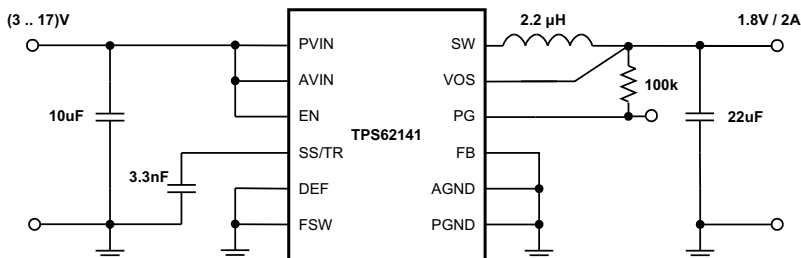 (3 .. 17)V
2.2 µH
1.8V / 2A
PVIN
SW
AVIN
VOS
100k
10uF
EN
PG
22uF
TPS62141
SS/TR
FB
3.3nF
DEF
AGND
FSW
PGND